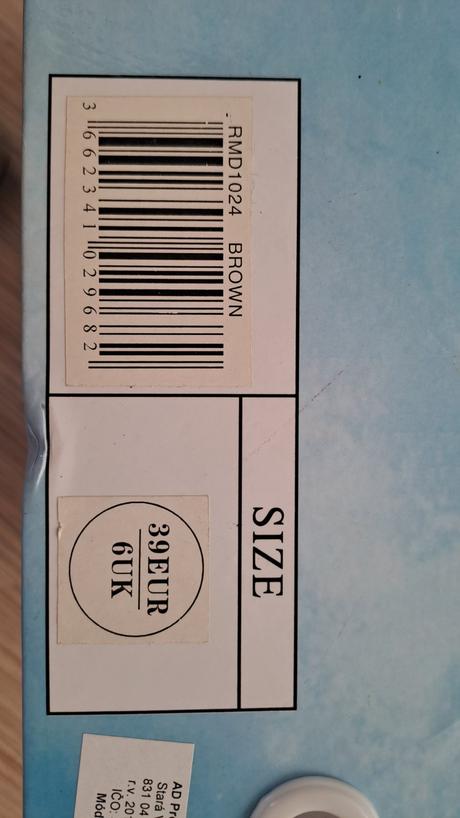 RMD1024 BROWN
3 662341 029682
SIZE
39EUR
6UK
AD Pr
Stará
831 04
r.v. 20
IČO:
Mód